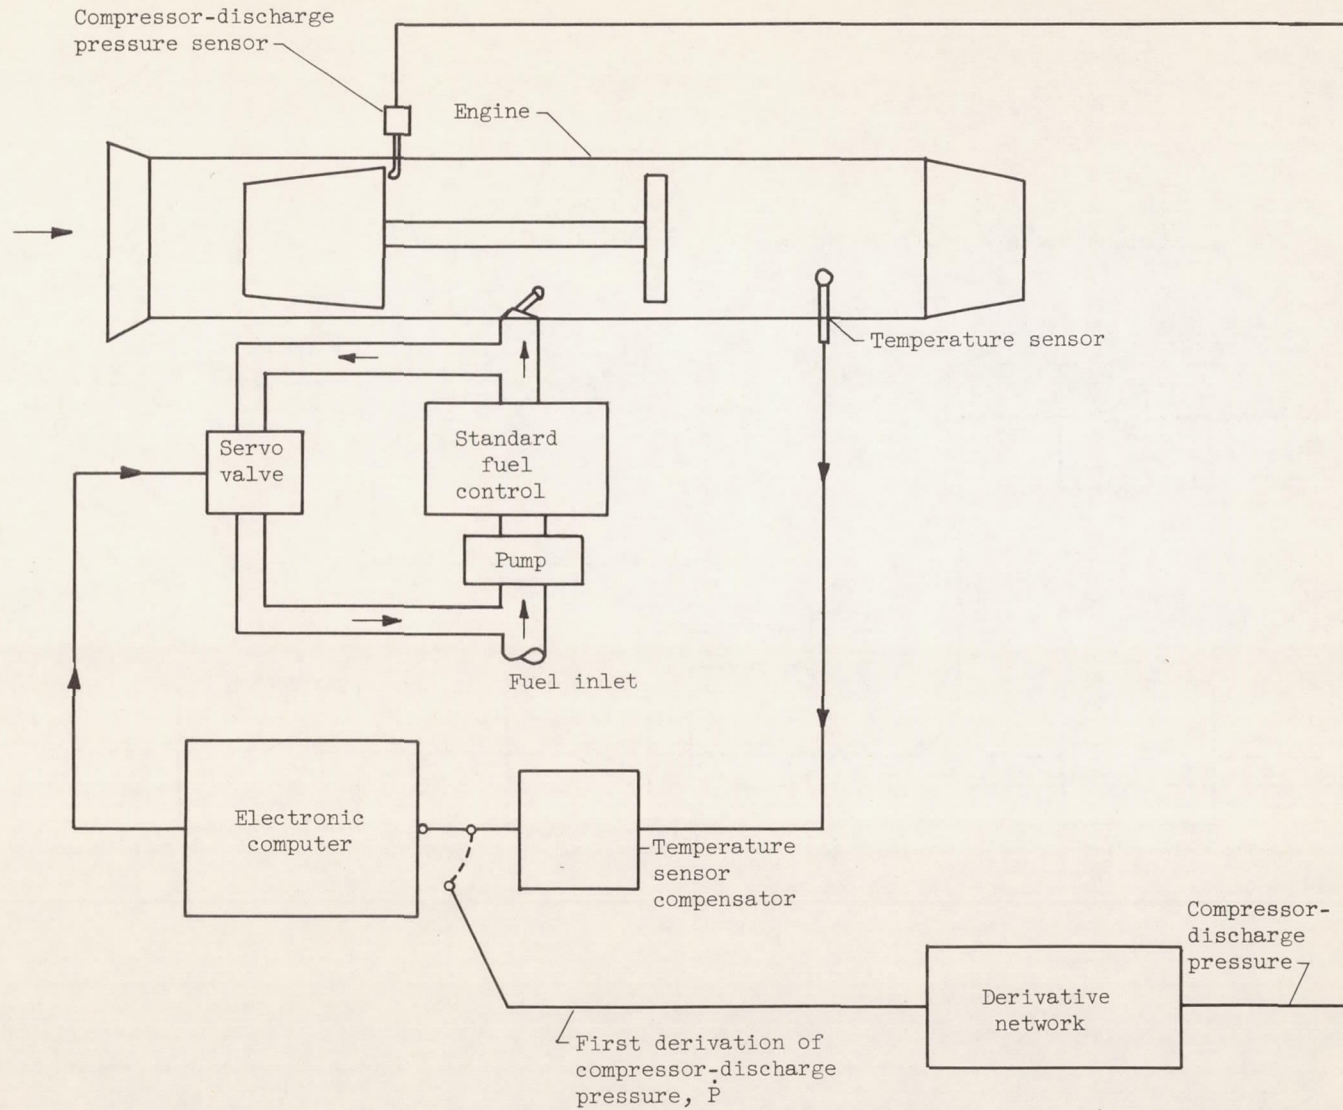 Compressor-discharge
pressure sensor
Engine
Temperature sensor
Servo
valve
Standard
fuel
control
Pump
Fuel inlet
Electronic
computer
Temperature
sensor
compensator
Compressor-
discharge
pressure
Derivative
network
First derivation of
compressor-discharge
pressure, Ṗ